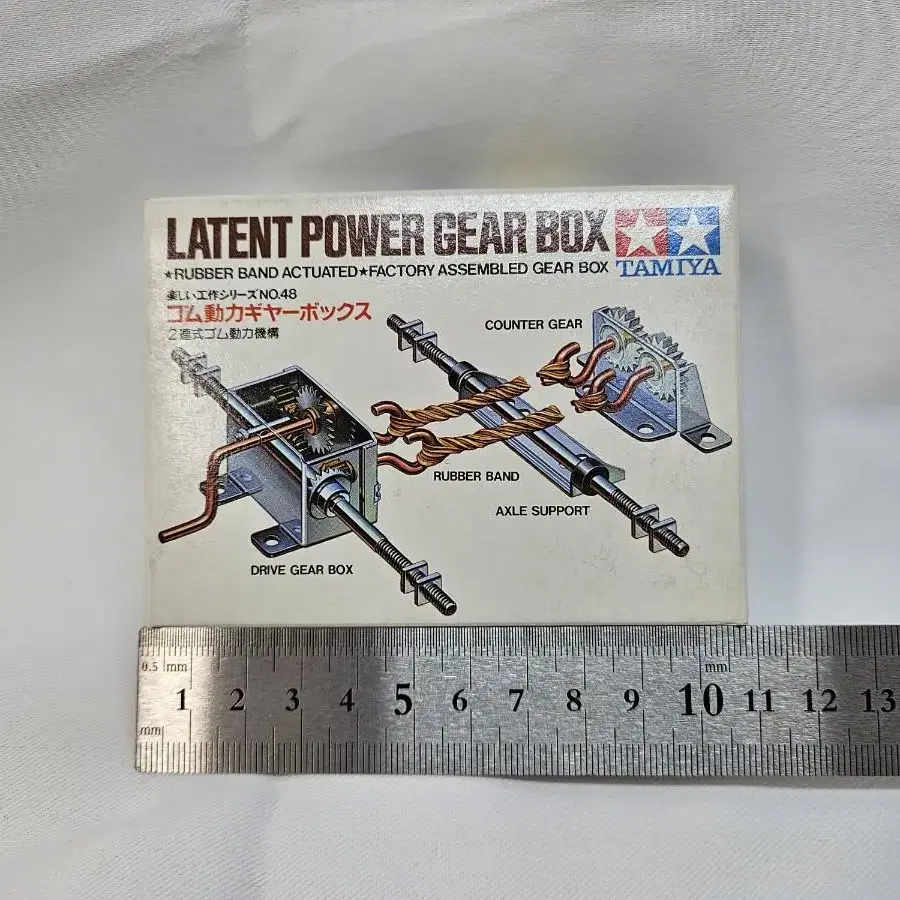 LATENT POWER GEAR BOX
★RUBBER BAND ACTUATED★FACTORY ASSEMBLED GEAR BOX
TAMIYA
楽しい工作シリーズ NO.48
ゴム動力ギヤーボックス
2連式ゴム動力機構
COUNTER GEAR
RUBBER BAND
AXLE SUPPORT
DRIVE GEAR BOX
0.5 mm
mm
1 2 3 4 5 6 7 8 9 10 11 12 13
mm